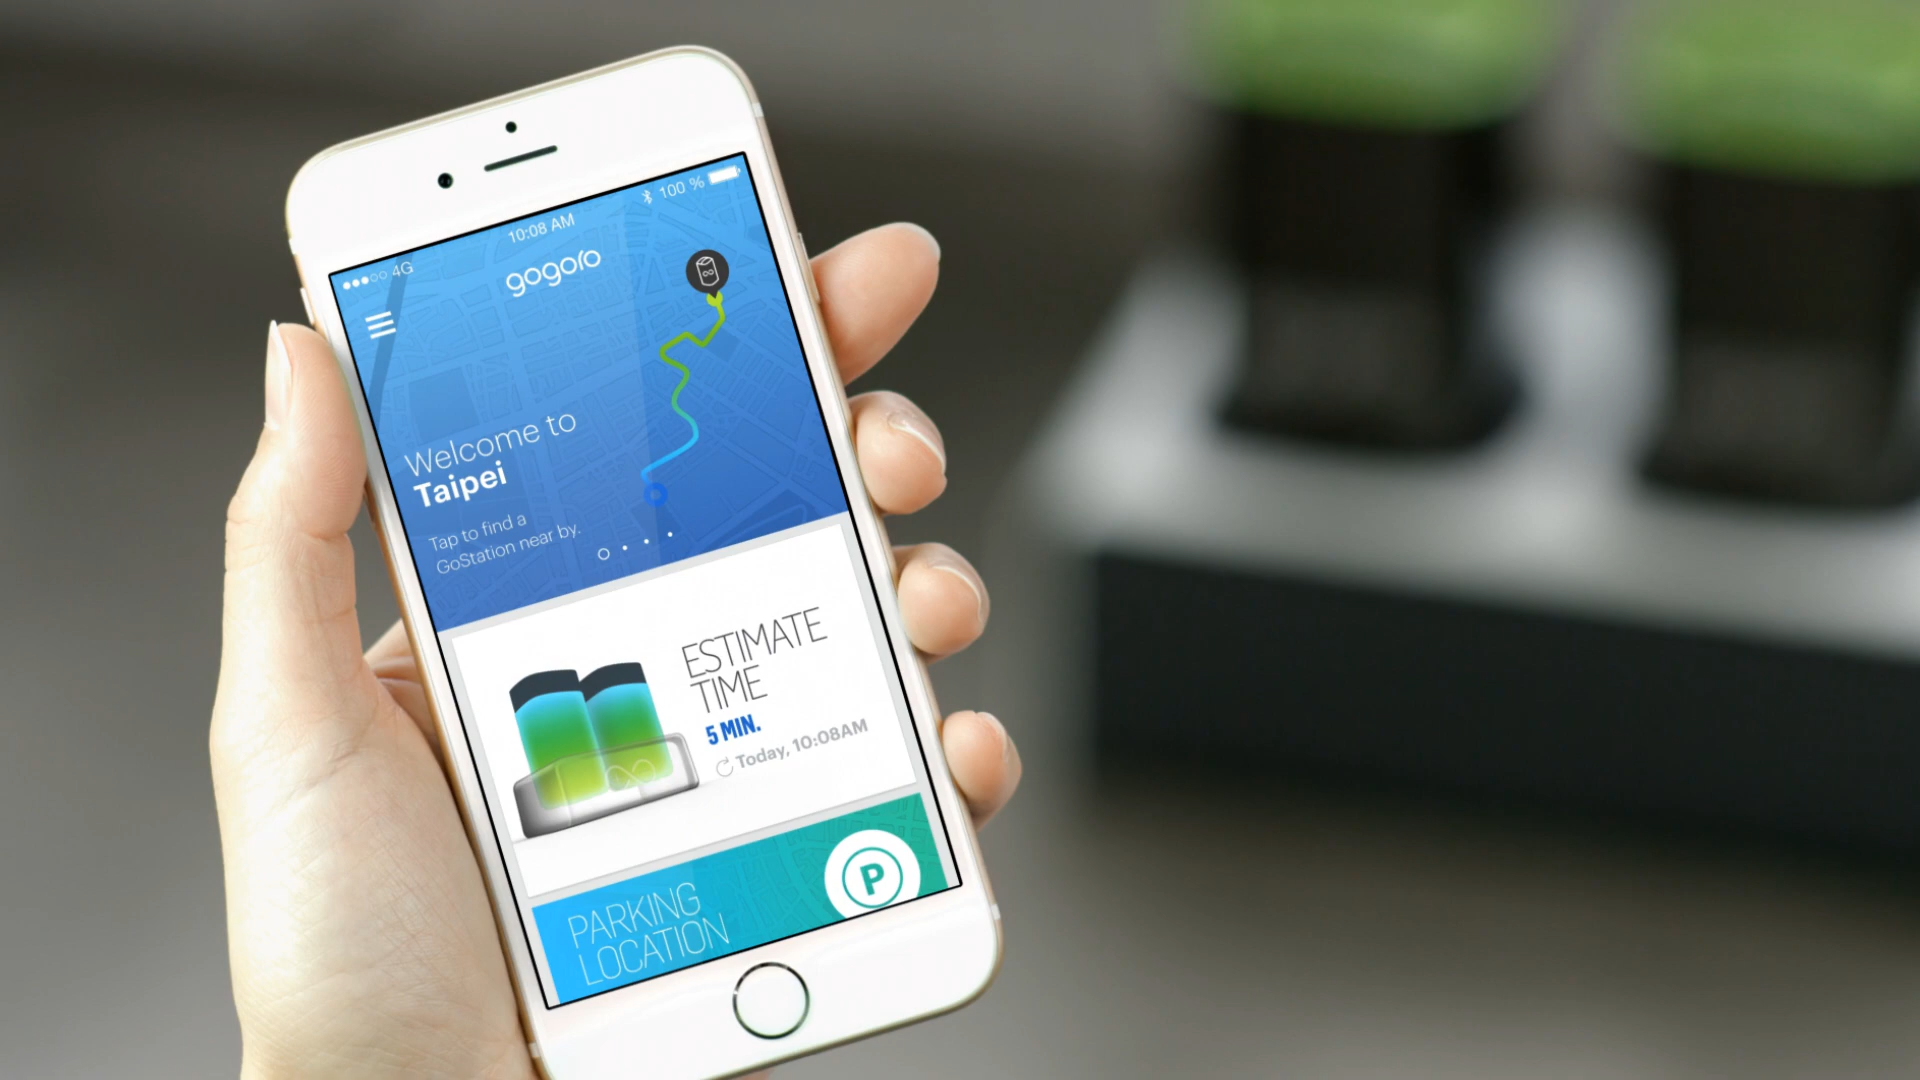 4G 10:08 AM 100 %
gogoro
Welcome to
Taipei
Tap to find a
GoStation near by.
ESTIMATE
TIME
5 MIN.
Today, 10:08AM
P
PARKING
LOCATION